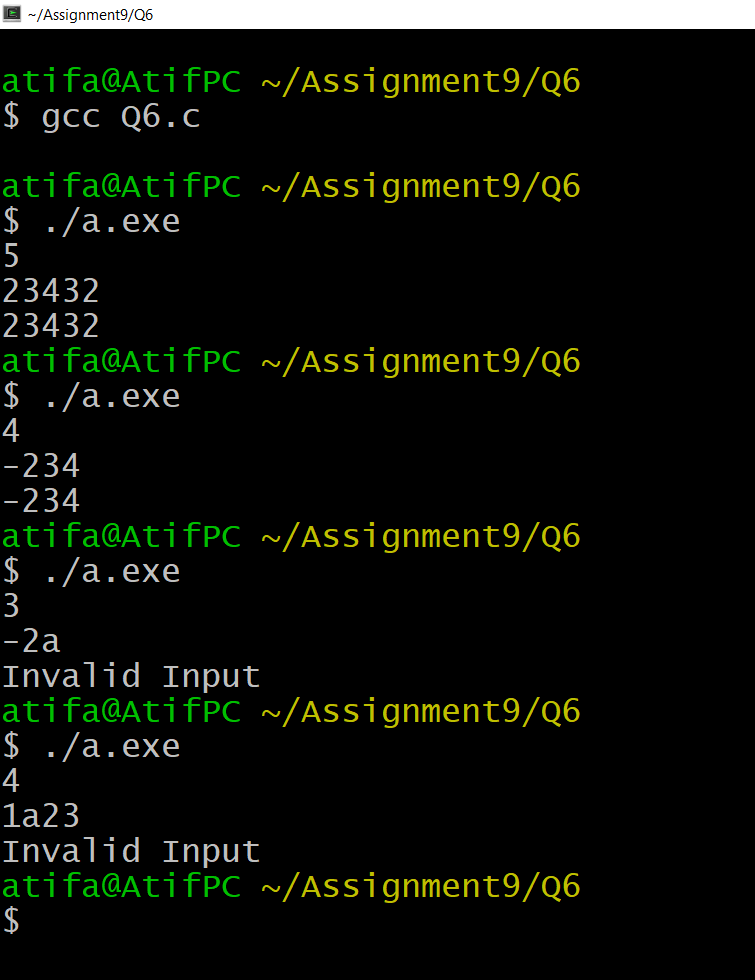 ~/Assignment9/Q6
atifa@AtifPC ~/Assignment9/Q6
$ gcc Q6.c
atifa@AtifPC ~/Assignment9/Q6
$ ./a.exe
5
23432
23432
atifa@AtifPC ~/Assignment9/Q6
$ ./a.exe
4
-234
-234
atifa@AtifPC ~/Assignment9/Q6
$ ./a.exe
3
-2a
Invalid Input
atifa@AtifPC ~/Assignment9/Q6
$ ./a.exe
4
1a23
Invalid Input
atifa@AtifPC ~/Assignment9/Q6
$